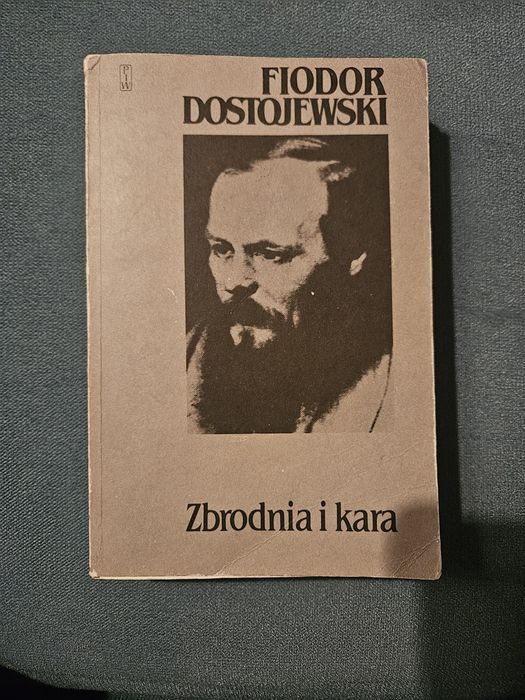 PIW
FIODOR
DOSTOJEWSKI
Zbrodnia i kara